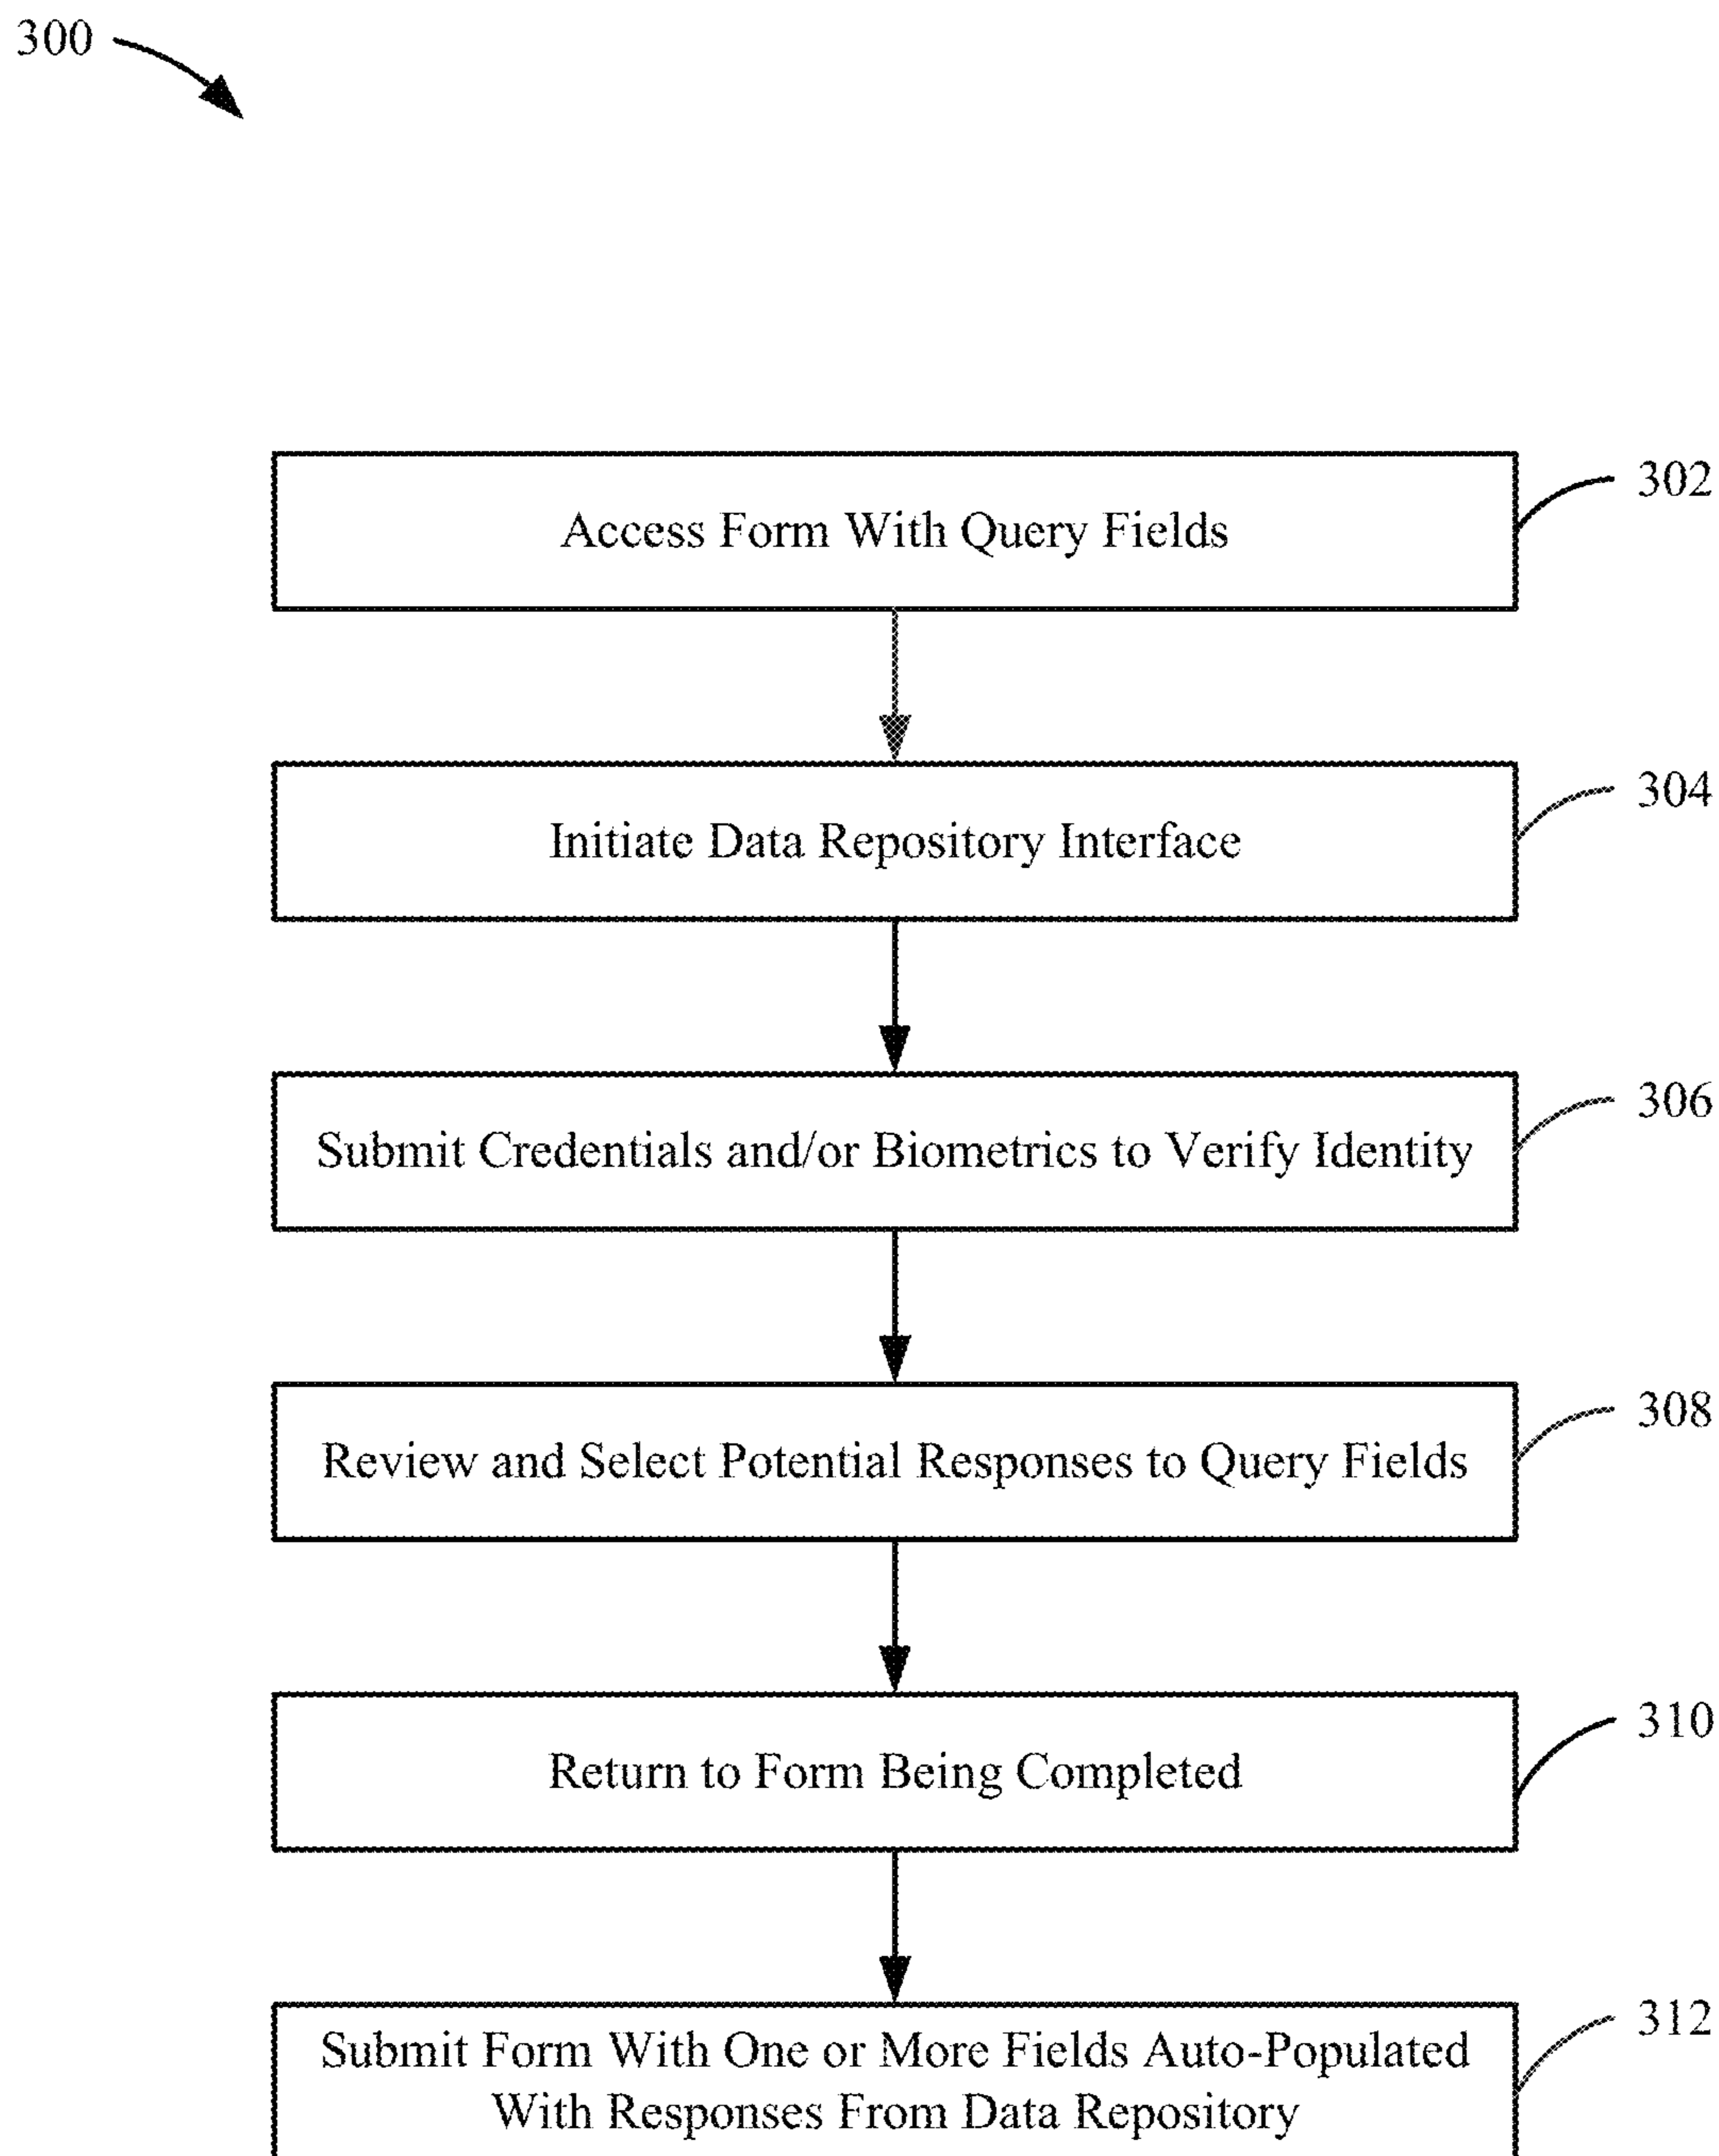 300
Access Form With Query Fields
302
Initiate Data Repository Interface
304
Submit Credentials and/or Biometrics to Verify Identity
306
Review and Select Potential Responses to Query Fields
308
Return to Form Being Completed
310
Submit Form With One or More Fields Auto-Populated
With Responses From Data Repository
312